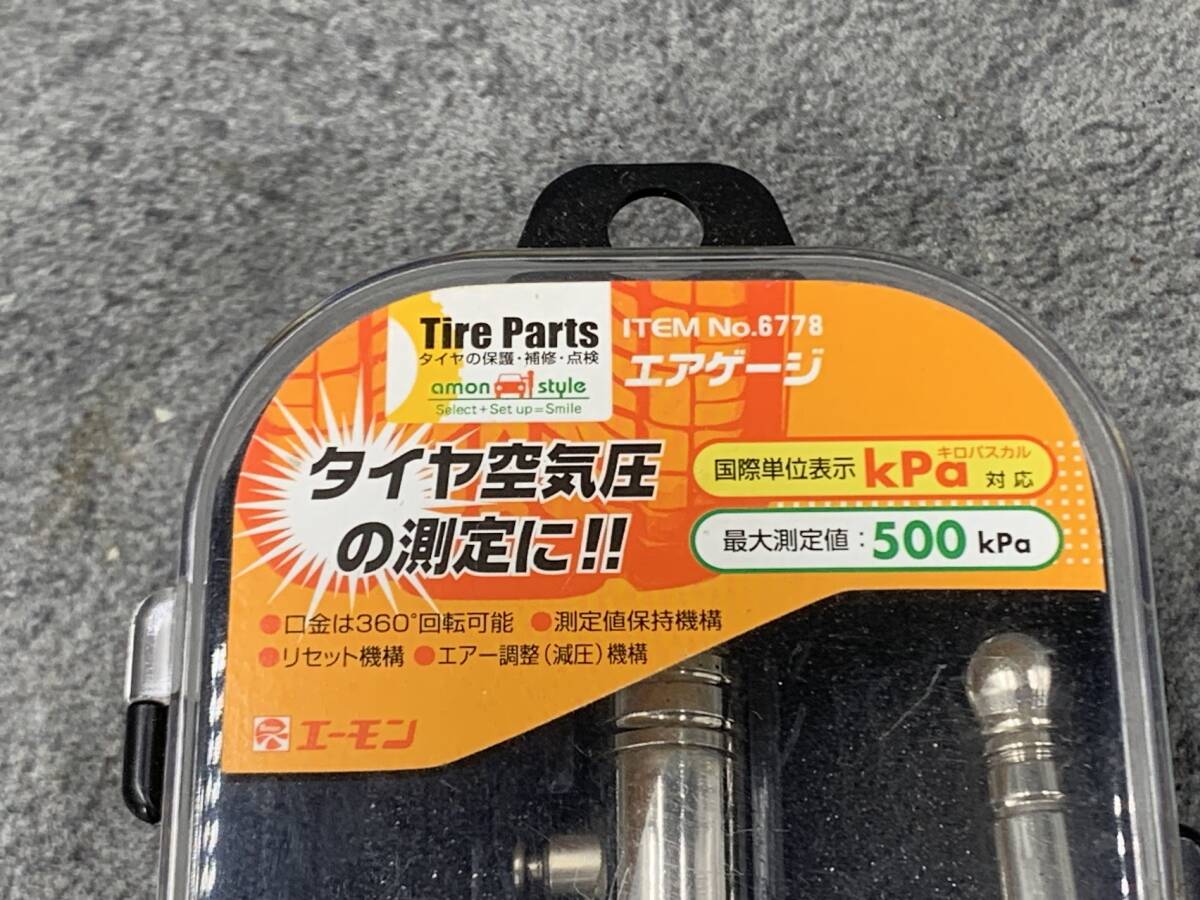 Tire Parts
タイヤの保護・補修・点検
amon style
Select+Set up=Smile
ITEM No.6778
エアゲージ
タイヤ空気圧
の測定に!!
キロパスカル
国際単位表示 kPa 対応
最大測定値:500 kPa
●口金は360°回転可能 ●測定値保持機構
●リセット機構 ●エアー調整(減圧)機構
エーモン